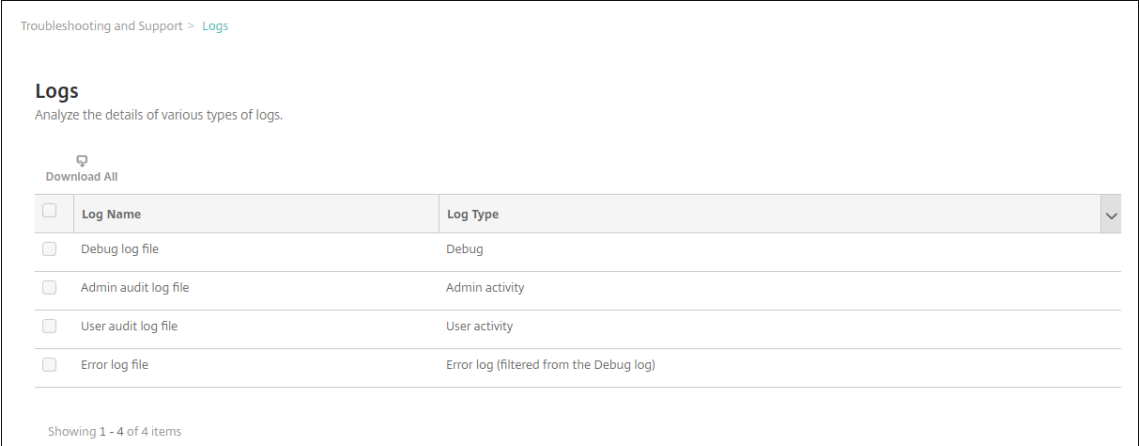 Troubleshooting and Support > Logs
Logs
Analyze the details of various types of logs.
Download All
Log Name Log Type
Debug log file Debug
Admin audit log file Admin activity
User audit log file User activity
Error log file Error log (filtered from the Debug log)
Showing 1 - 4 of 4 items